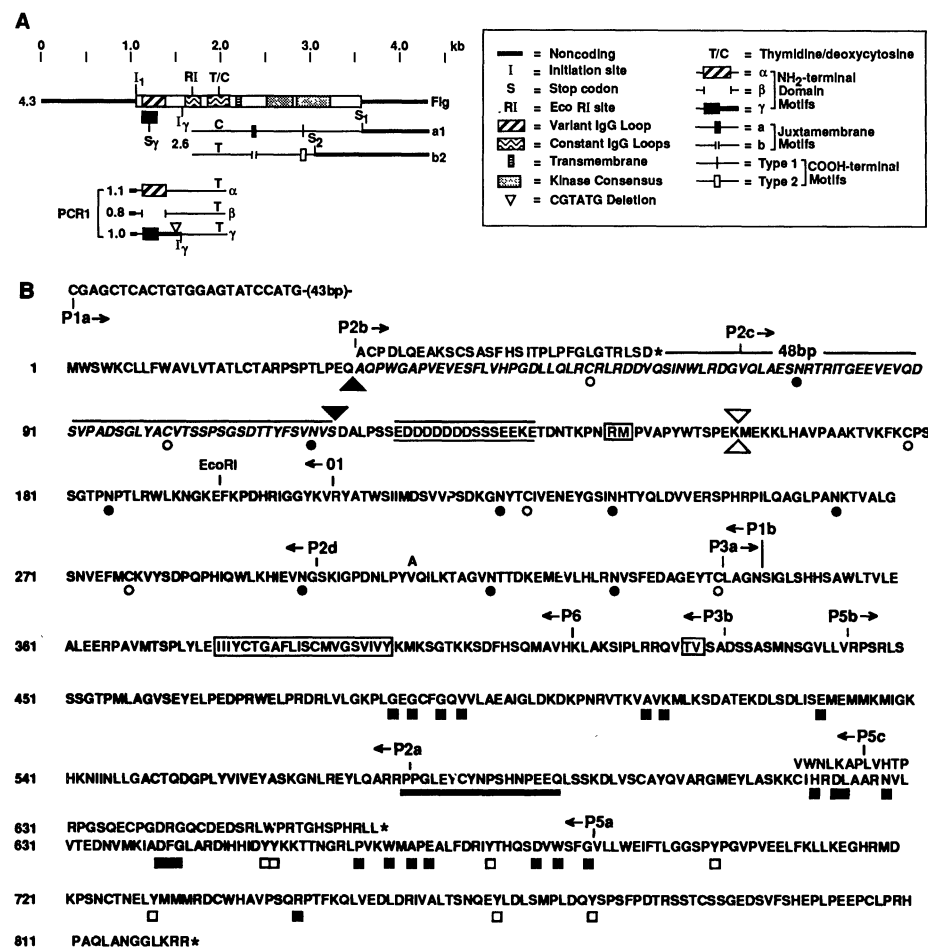 A
0 1.0 2.0 3.0 4.0 kb
I1 RI T/C
4.3 Flg
Sγ Iγ C S1 a1
2.6 T S2 b2
PCR1
1.1 T α
0.8 T β
1.0 T γ
Iγ
= Noncoding
I = Initiation site
S = Stop codon
RI = Eco RI site
= Variant IgG Loop
= Constant IgG Loops
= Transmembrane
= Kinase Consensus
= CGTATG Deletion
T/C = Thymidine/deoxycytosine
= α
= β
= γ
NH2-terminal Domain Motifs
= a
= b
Juxtamembrane Motifs
= Type 1
= Type 2
COOH-terminal Motifs
B
CGAGCTCACTGTGGAGTATCCATG-(43bp)-
P1a→
P2b→ P2c→
ACPDLQEAKSCSASFHSITPLPFGLGTRLSD* 48bp
1 MWSWKCLLFWAVLVTATLCTARPSPTLPEQAQPWGAPVEVESFLVHPGDLLQLRCRLRDDVQSINWLRDGVQLAESNRTRITGEEVEVQD
91 SVPADSGLYACVTSSPSGSDTTYFSVNVSDALPSSEDDDDDDDSSSEEKETDNTKPNRMPVAPYWTSPEKMEKKLHAVPAAKTVKFKCPS
EcoRI ←01
181 SGTPNPTLRWLKNGKEFKPDHRIGGYKVRYATWSIIMDSVVPSDKGNYTCIVENEYGSINHTYQLDVVERSPHRPILQAGLPANKTVALG
←P2d A P3a→ ←P1b
271 SNVEFMCKVYSDPQPHIQWLKHIEVNGSKIGPDNLPYVQILKTAGVNTTDKEMEVLHLRNVSFEDAGEYTCLAGNSIGLSHHSAWLTVLE
←P6 ←P3b P5b→
361 ALEERPAVMTSPLYLEIIIYCTGAFLISCMVGSVIVYKMKSGTKKSDFHSQMAVHKLAKSIPLRRQVTVSADSSASMNSGVLLVRPSRLS
451 SSGTPMLAGVSEYELPEDPRWELPRDRLVLGKPLGEGCFGQVVLAEAIGLDKDKPNRVTKVAVKMLKSDATEKDLSDLISEMEMMKMIGK
←P2a ←P5c
VWNLKAPLVHTP
541 HKNIINLLGACTQDGPLYVIVEYASKGNLREYLQARRPPGLEYCYNPSHNPEEQLSSKDLVSCAYQVARGMEYLASKKCIHRDLAARNVL
631 RPGSQECPGDRGQCDEDSRLWPRTGHSPHRLL*
←P5a
631 VTEDNVMKIADFGLARDIHHIDYYKKTTNGRLPVKWMAPEALFDRIYTHQSDVWSFGVLLWEIFTLGGSPYPGVPVEELFKLLKEGHRMD
721 KPSNCTNELYMMMRDCWHAVPSQRPTFKQLVEDLDRIVALTSNQEYLDLSMPLDQYSPSFPDTRSSTCSSGEDSVFSHEPLPEEPCLPRH
811 PAQLANGGLKRR*